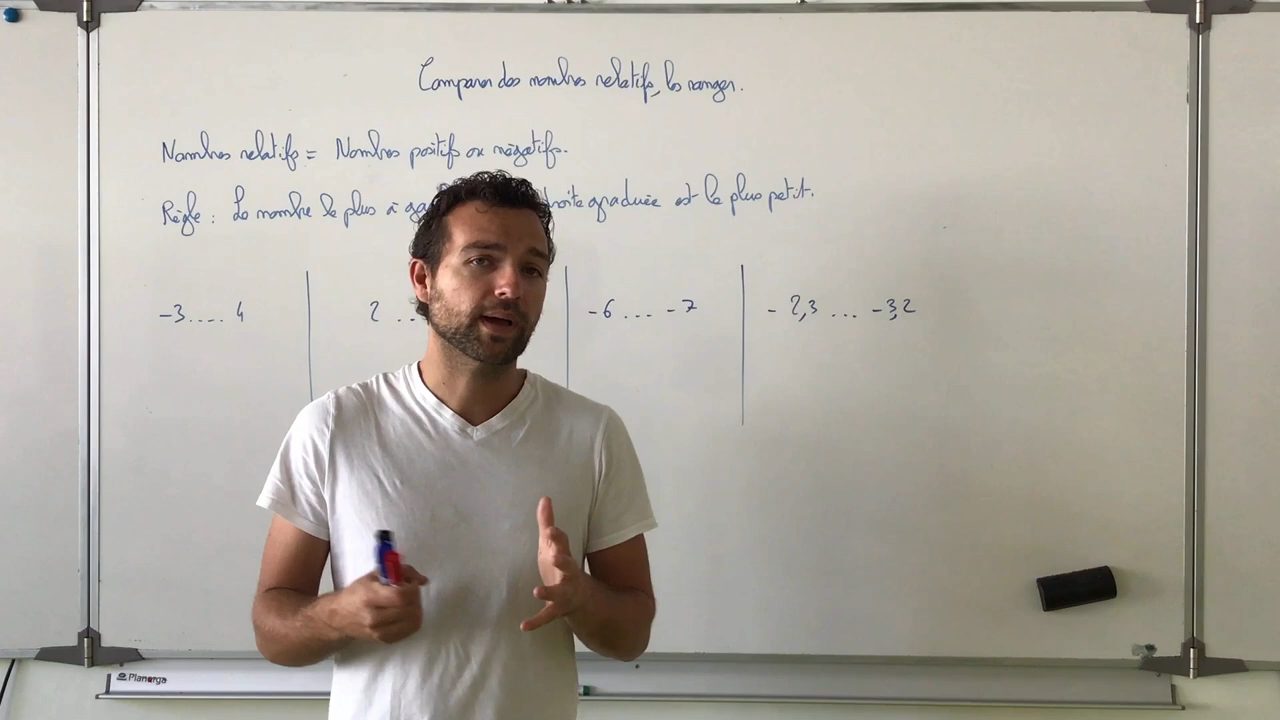 Comparer des nombres relatifs, les ranger.
Nombres relatifs = Nombres positifs ou négatifs.
Règle : Le nombre le plus à droite graduée est le plus petit.
-3..... 4 2 .. -6 ... -7 -2,3 ... -3,2
Planorga